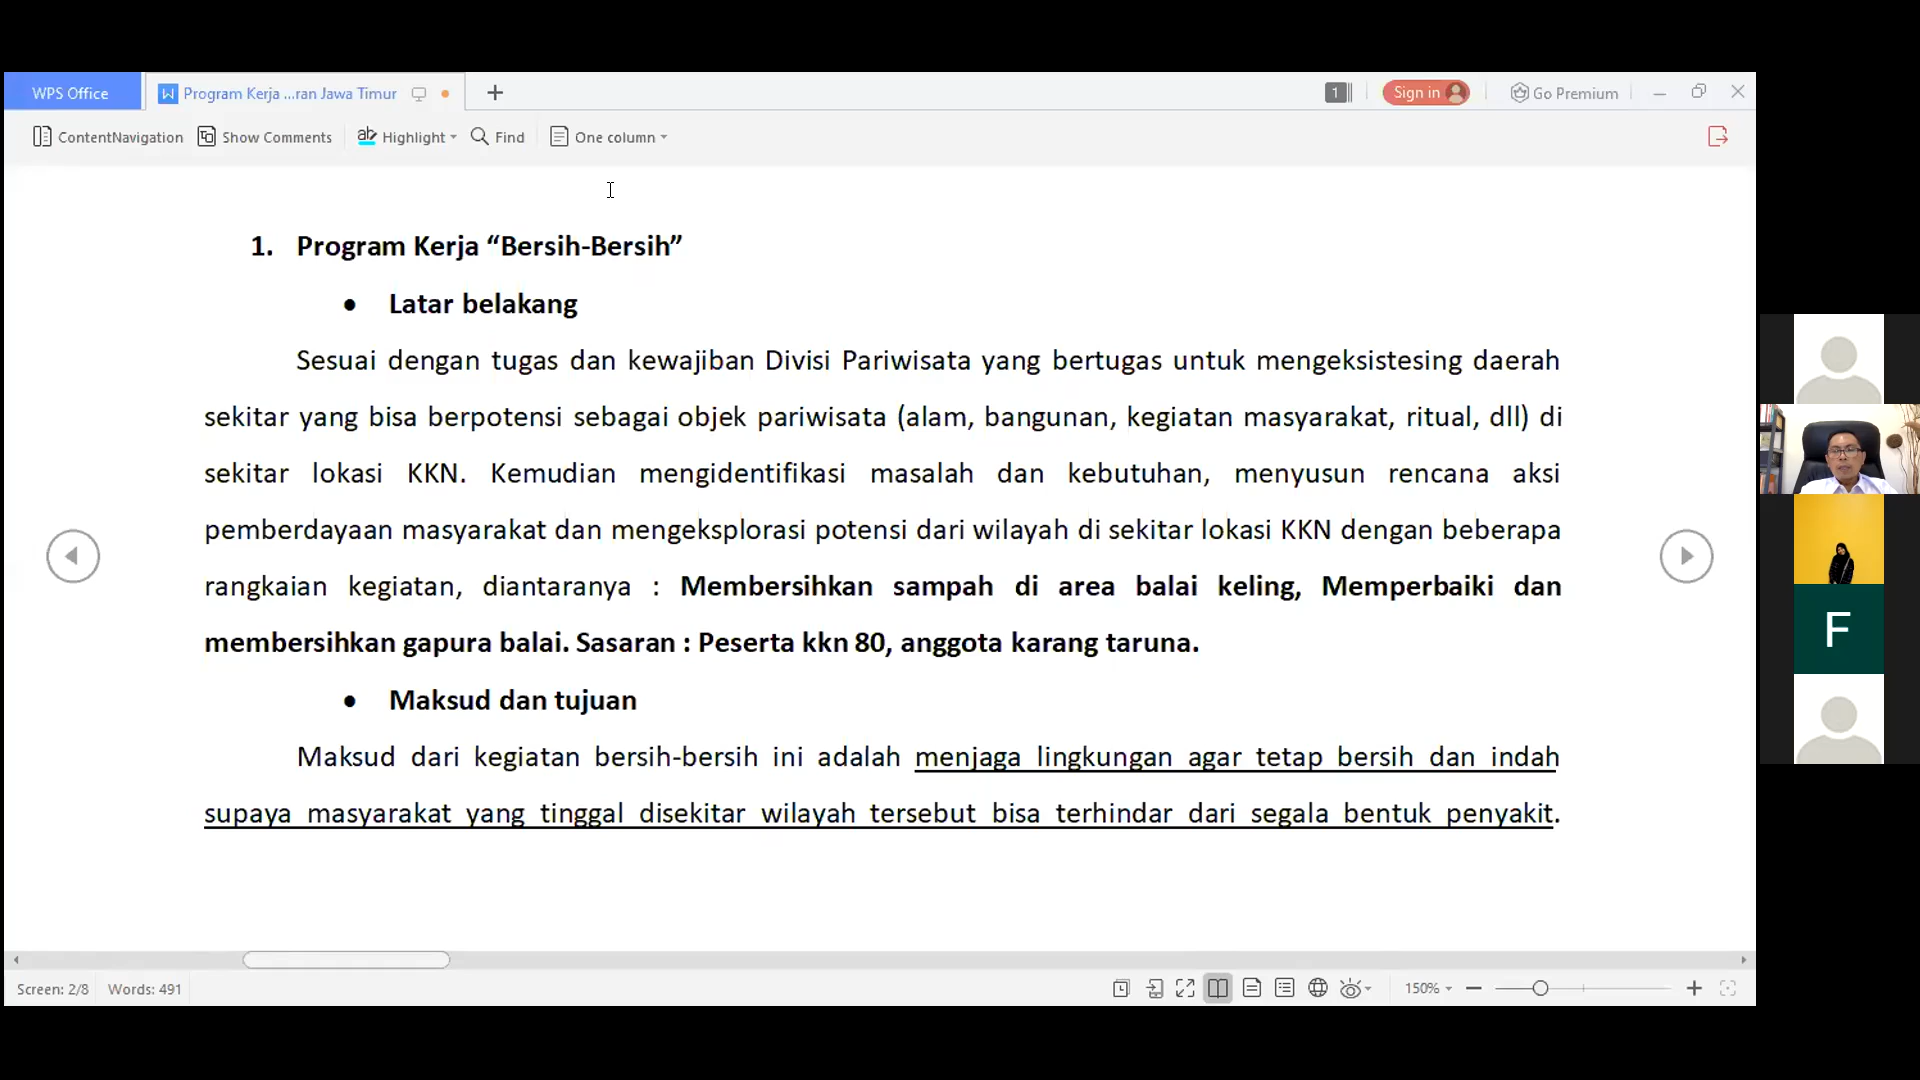 WPS Office
Program Kerja ...ran Jawa Timur
1
Sign in
Go Premium
ContentNavigation
Show Comments
Highlight
Find
One column
1. Program Kerja “Bersih-Bersih”
• Latar belakang
Sesuai dengan tugas dan kewajiban Divisi Pariwisata yang bertugas untuk mengeksistesing daerah
sekitar yang bisa berpotensi sebagai objek pariwisata (alam, bangunan, kegiatan masyarakat, ritual, dll) di
sekitar lokasi KKN. Kemudian mengidentifikasi masalah dan kebutuhan, menyusun rencana aksi
pemberdayaan masyarakat dan mengeksplorasi potensi dari wilayah di sekitar lokasi KKN dengan beberapa
rangkaian kegiatan, diantaranya : Membersihkan sampah di area balai keling, Memperbaiki dan
membersihkan gapura balai. Sasaran : Peserta kkn 80, anggota karang taruna.
• Maksud dan tujuan
Maksud dari kegiatan bersih-bersih ini adalah menjaga lingkungan agar tetap bersih dan indah
supaya masyarakat yang tinggal disekitar wilayah tersebut bisa terhindar dari segala bentuk penyakit.
F
Screen: 2/8
Words: 491
150%